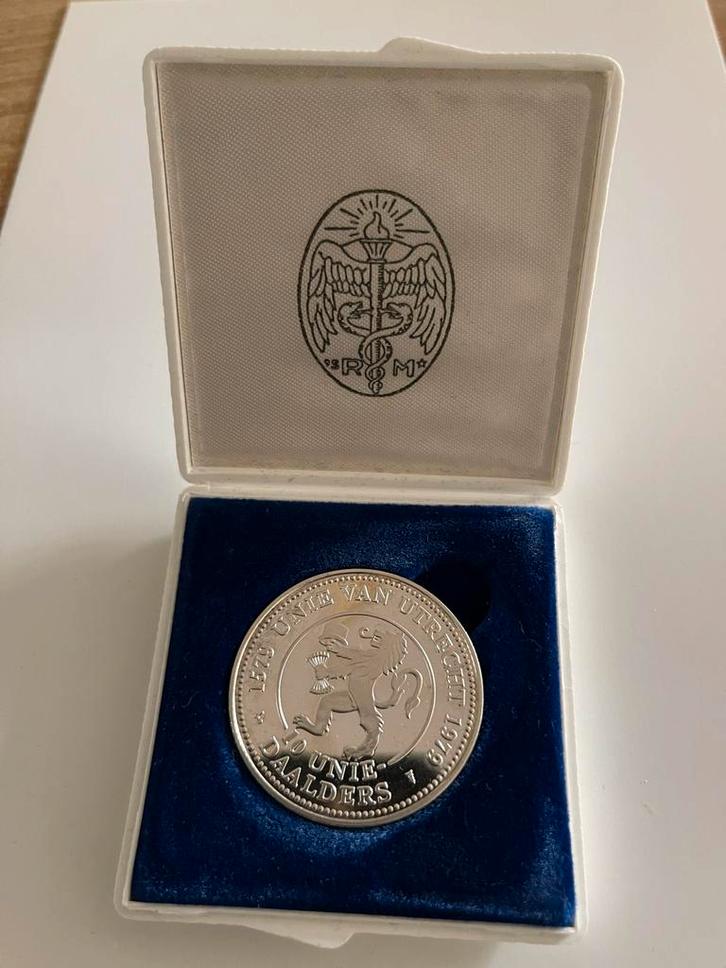 'S R M
1579 UNIE VAN UTRECHT 1979
10 UNIE-
DAALDERS